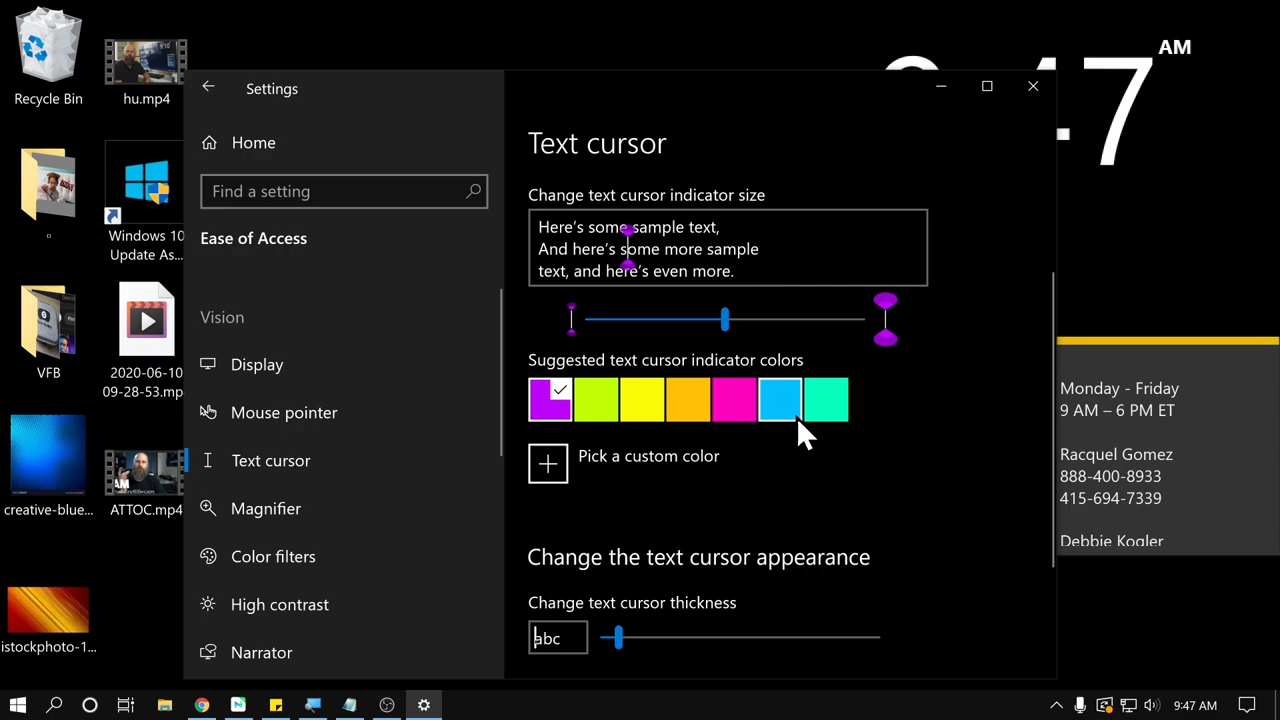 Recycle Bin
hu.mp4
Windows 10
Update As...
VFB
2020-06-10
09-28-53.mp
creative-blue...
ATTOC.mp4
istockphoto-1...
Settings
Home
Find a setting
Ease of Access
Vision
Display
Mouse pointer
Text cursor
Magnifier
Color filters
High contrast
Narrator
Text cursor
Change text cursor indicator size
Here's some sample text,
And here's some more sample
text, and here's even more.
Suggested text cursor indicator colors
Pick a custom color
Change the text cursor appearance
Change text cursor thickness
abc
AM
47
Monday - Friday
9 AM – 6 PM ET
Racquel Gomez
888-400-8933
415-694-7339
Debbie Kogler
9:47 AM